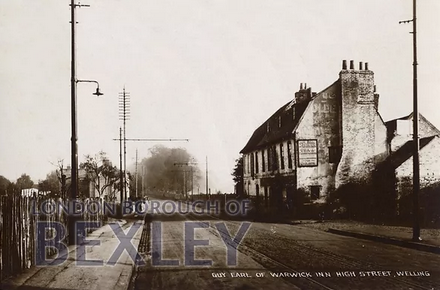 LONDON BOROUGH OF
BEXLEY
GUY EARL OF WARWICK INN HIGH STREET, WELLING